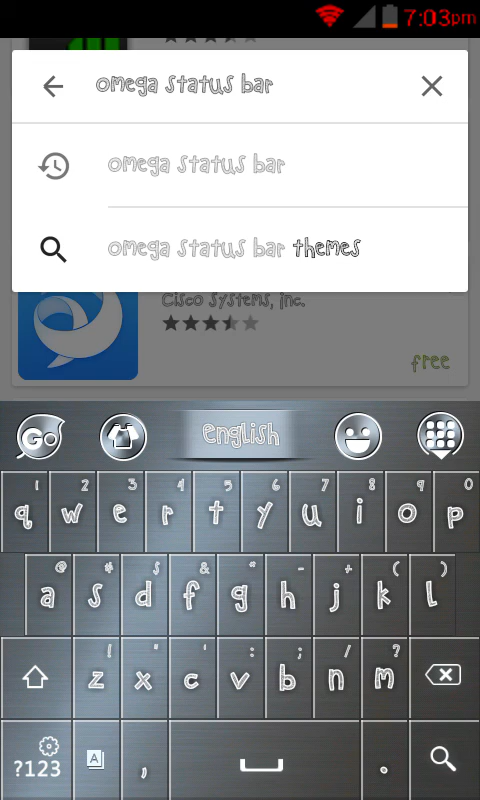 7:03pm
omega status bar
omega status bar
omega status bar themes
Cisco Systems, Inc.
free
GO
English
1 2 3 4 5 6 7 8 9 0
q w e r t y u i o p
@ # $ & * - + ( )
a s d f g h j k l
! " ' : ; / ?
z x c v b n m
?123 A , .